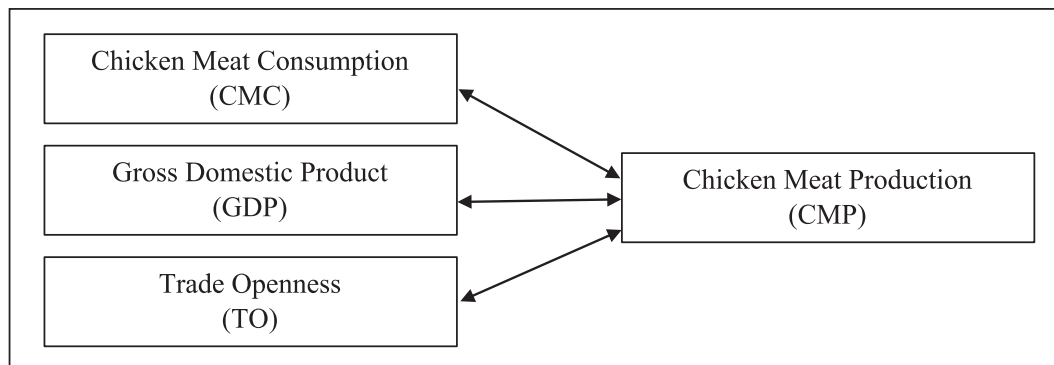 Chicken Meat Consumption
(CMC)
Gross Domestic Product
(GDP)
Trade Openness
(TO)
Chicken Meat Production
(CMP)